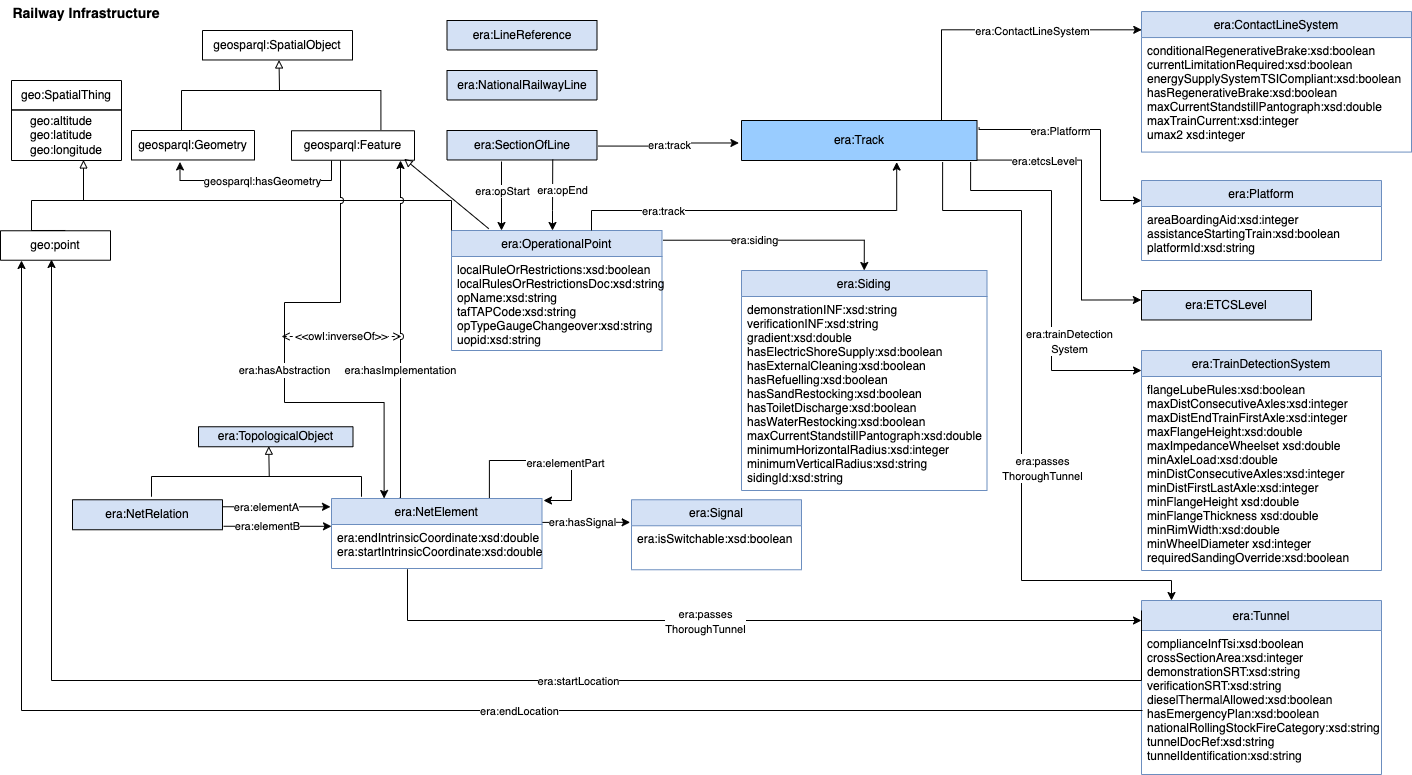 Railway Infrastructure
geosparql:SpatialObject
geo:SpatialThing
geo:altitude
geo:latitude
geo:longitude
geosparql:Geometry
geosparql:Feature
geosparql:hasGeometry
geo:point
era:LineReference
era:NationalRailwayLine
era:SectionOfLine
era:track
era:opStart
era:opEnd
era:track
era:Track
era:OperationalPoint
localRuleOrRestrictions:xsd:boolean
localRulesOrRestrictionsDoc:xsd:string
opName:xsd:string
tafTAPCode:xsd:string
opTypeGaugeChangeover:xsd:string
uopid:xsd:string
era:siding
era:Siding
demonstrationINF:xsd:string
verificationINF:xsd:string
gradient:xsd:double
hasElectricShoreSupply:xsd:boolean
hasExternalCleaning:xsd:boolean
hasRefuelling:xsd:boolean
hasSandRestocking:xsd:boolean
hasToiletDischarge:xsd:boolean
hasWaterRestocking:xsd:boolean
maxCurrentStandstillPantograph:xsd:double
minimumHorizontalRadius:xsd:integer
minimumVerticalRadius:xsd:string
sidingId:xsd:string
era:ContactLineSystem
era:ContactLineSystem
conditionalRegenerativeBrake:xsd:boolean
currentLimitationRequired:xsd:boolean
energySupplySystemTSICompliant:xsd:boolean
hasRegenerativeBrake:xsd:boolean
maxCurrentStandstillPantograph:xsd:double
maxTrainCurrent:xsd:integer
umax2 xsd:integer
era:Platform
era:etcsLevel
era:Platform
areaBoardingAid:xsd:integer
assistanceStartingTrain:xsd:boolean
platformId:xsd:string
era:ETCSLevel
era:trainDetection
System
era:TrainDetectionSystem
flangeLubeRules:xsd:boolean
maxDistConsecutiveAxles:xsd:integer
maxDistEndTrainFirstAxle:xsd:integer
maxFlangeHeight:xsd:double
maxImpedanceWheelset xsd:double
minAxleLoad:xsd:double
minDistConsecutiveAxles:xsd:integer
minDistFirstLastAxle:xsd:integer
minFlangeHeight xsd:double
minFlangeThickness xsd:double
minRimWidth:xsd:double
minWheelDiameter xsd:integer
requiredSandingOverride:xsd:boolean
era:passes
ThoroughTunnel
<<owl:inverseOf>>
era:hasAbstraction
era:hasImplementation
era:TopologicalObject
era:NetRelation
era:elementA
era:elementB
era:NetElement
era:endIntrinsicCoordinate:xsd:double
era:startIntrinsicCoordinate:xsd:double
era:elementPart
era:hasSignal
era:Signal
era:isSwitchable:xsd:boolean
era:passes
ThoroughTunnel
era:Tunnel
complianceInfTsi:xsd:boolean
crossSectionArea:xsd:integer
demonstrationSRT:xsd:string
verificationSRT:xsd:string
dieselThermalAllowed:xsd:boolean
hasEmergencyPlan:xsd:boolean
nationalRollingStockFireCategory:xsd:string
tunnelDocRef:xsd:string
tunnelIdentification:xsd:string
era:startLocation
era:endLocation